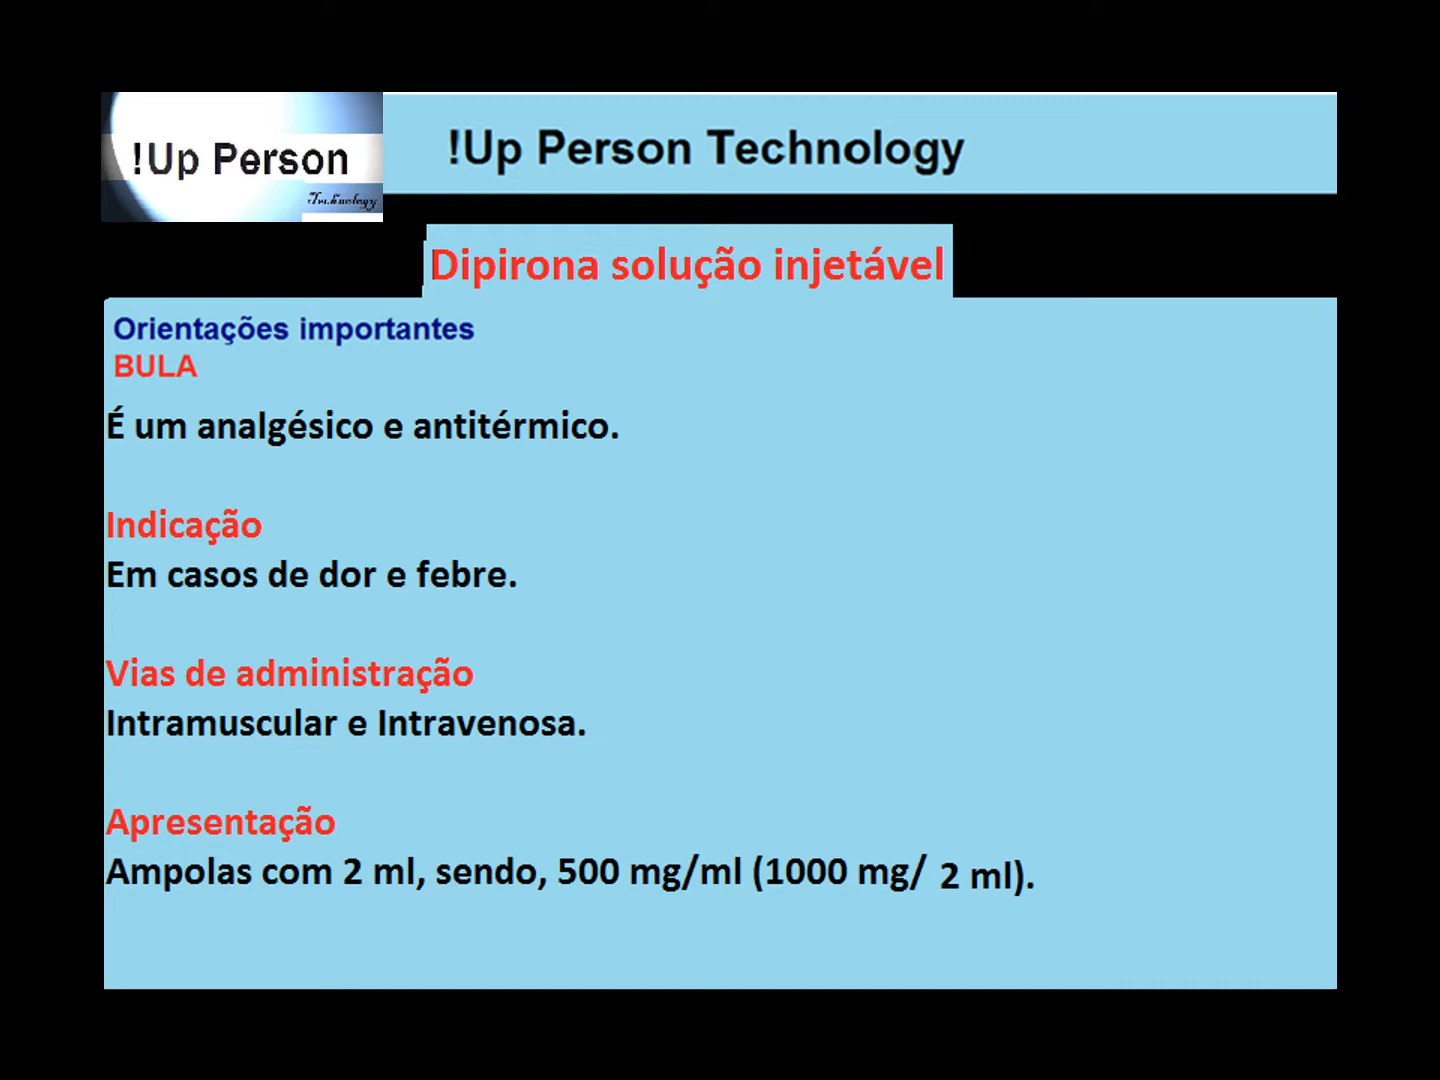 !Up Person
Technology
!Up Person Technology
Dipirona solução injetável
Orientações importantes
BULA
É um analgésico e antitérmico.
Indicação
Em casos de dor e febre.
Vias de administração
Intramuscular e Intravenosa.
Apresentação
Ampolas com 2 ml, sendo, 500 mg/ml (1000 mg/ 2 ml).